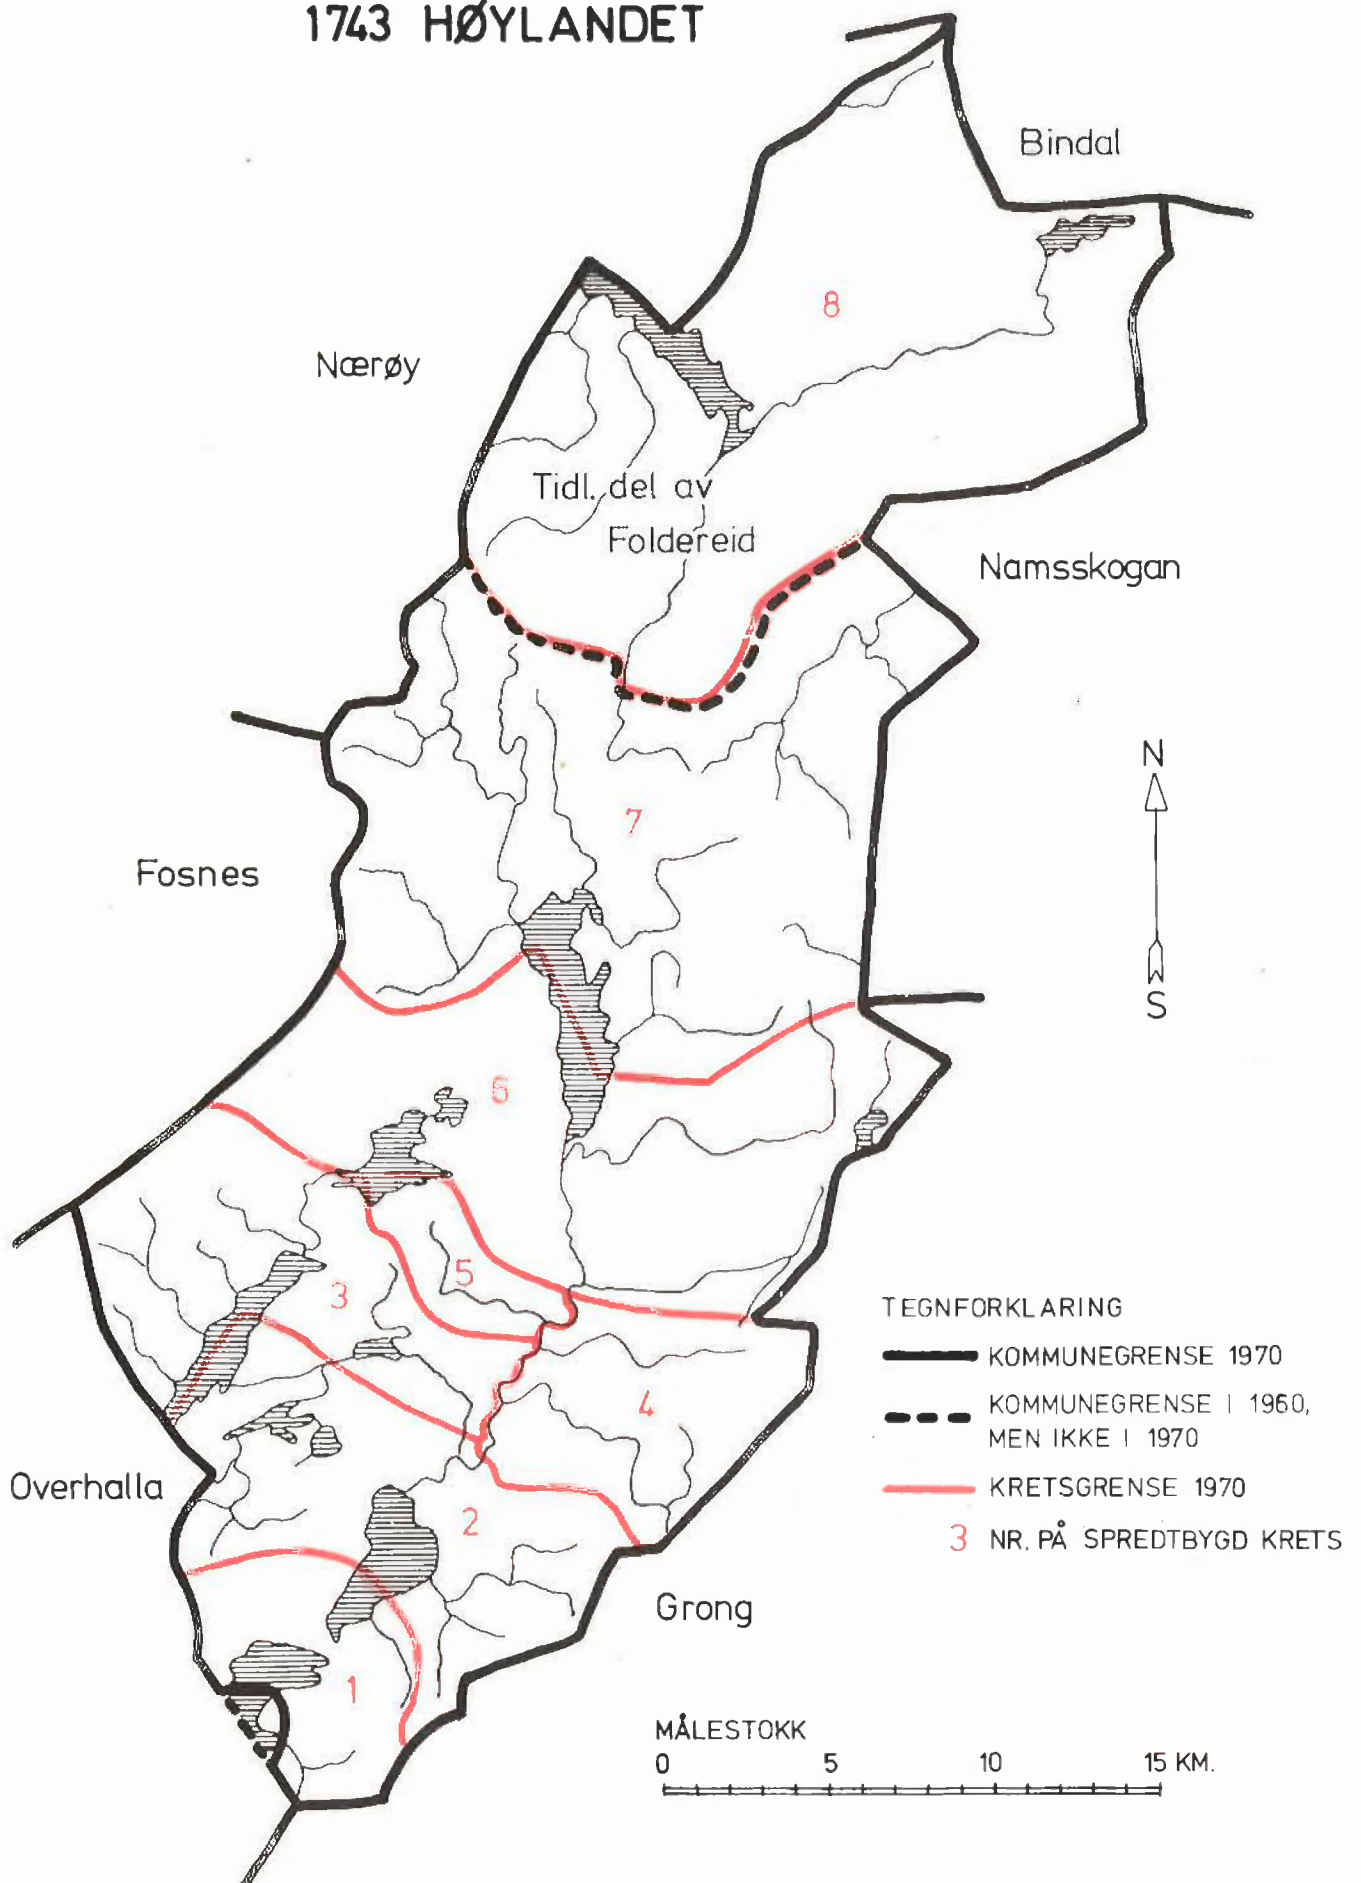 1743 HØYLANDET
Bindal
8
Nærøy
Tidl. del av
Foldereid
Namsskogan
N
7
Fosnes
S
6
5
3
TEGNFORKLARING
KOMMUNEGRENSE 1970
4
KOMMUNEGRENSE I 1960,
MEN IKKE I 1970
Overhalla
KRETSGRENSE 1970
2
3 NR. PÅ SPREDTBYGD KRETS
Grong
1
MÅLESTOKK
0 5 10 15 KM.